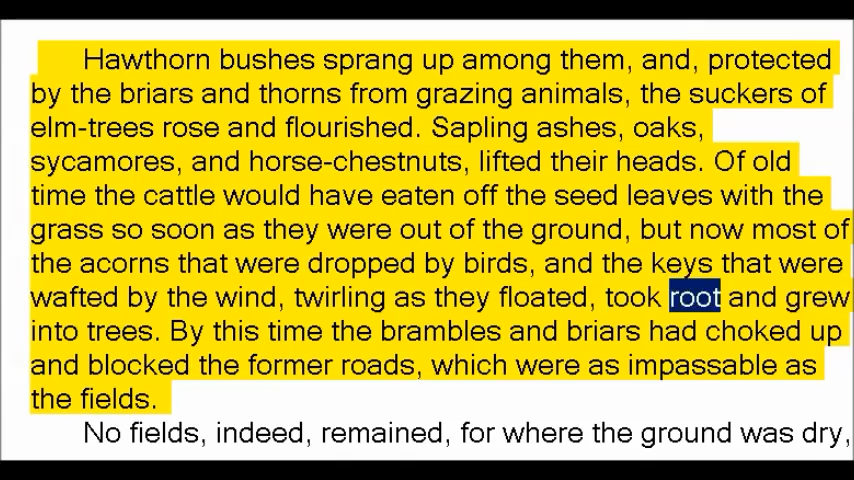 Hawthorn bushes sprang up among them, and, protected
by the briars and thorns from grazing animals, the suckers of
elm-trees rose and flourished. Sapling ashes, oaks,
sycamores, and horse-chestnuts, lifted their heads. Of old
time the cattle would have eaten off the seed leaves with the
grass so soon as they were out of the ground, but now most of
the acorns that were dropped by birds, and the keys that were
wafted by the wind, twirling as they floated, took root and grew
into trees. By this time the brambles and briars had choked up
and blocked the former roads, which were as impassable as
the fields.
No fields, indeed, remained, for where the ground was dry,